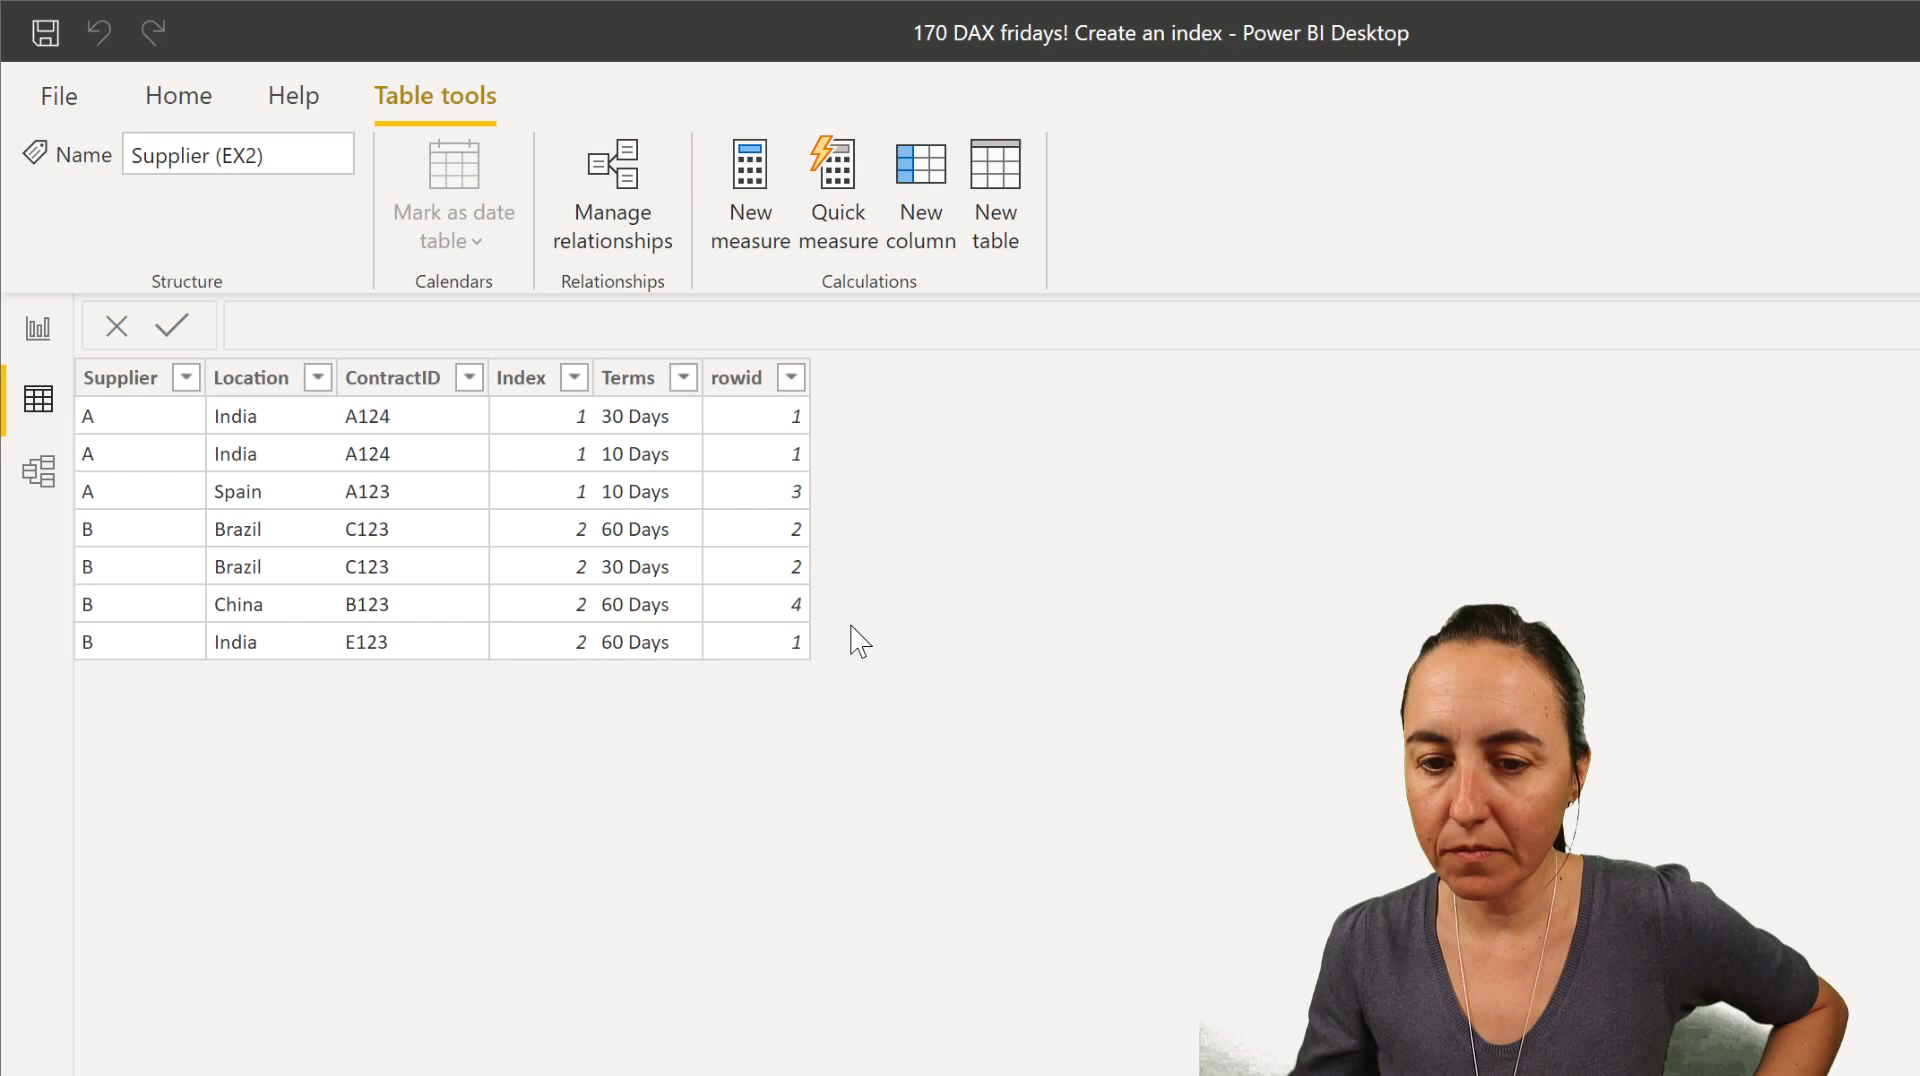 170 DAX fridays! Create an index - Power BI Desktop
File Home Help Table tools
Name Supplier (EX2)
Mark as date table
Manage relationships
New measure
Quick measure
New column
New table
Structure Calendars Relationships Calculations
Supplier Location ContractID Index Terms rowid
A India A124 1 30 Days 1
A India A124 1 10 Days 1
A Spain A123 1 10 Days 3
B Brazil C123 2 60 Days 2
B Brazil C123 2 30 Days 2
B China B123 2 60 Days 4
B India E123 2 60 Days 1